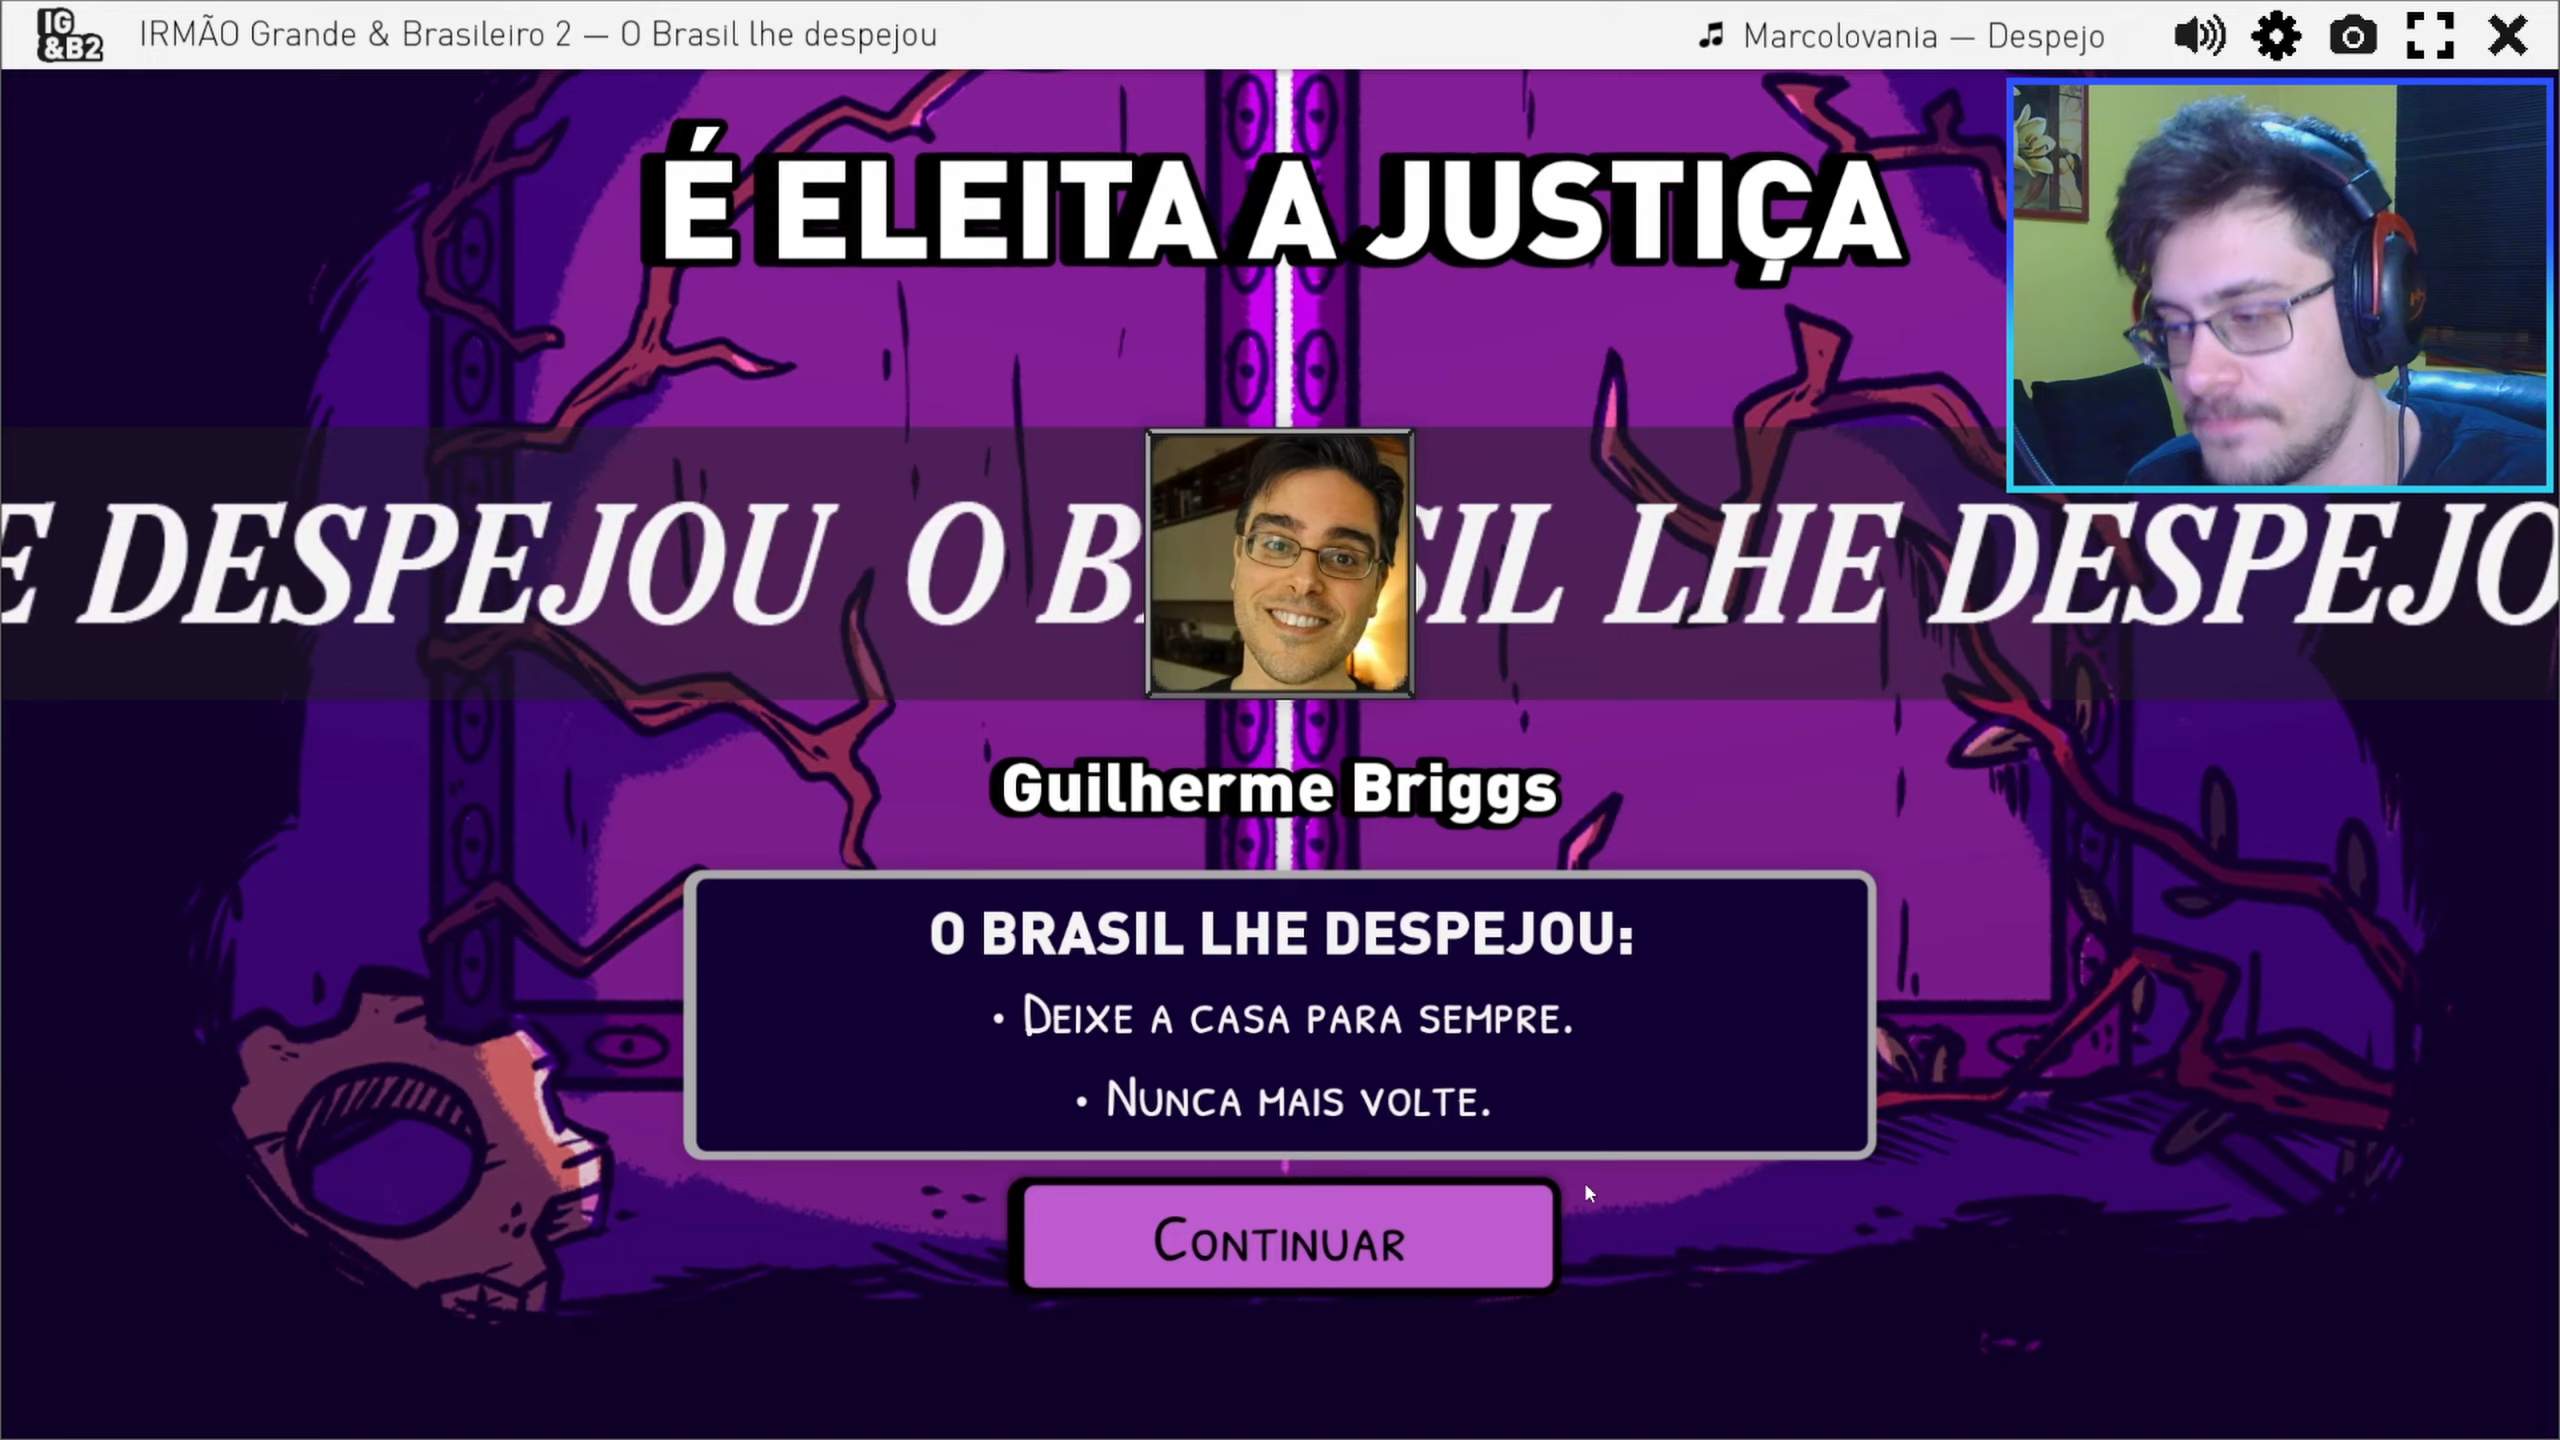 IG
&B2
IRMÃO Grande & Brasileiro 2 — O Brasil lhe despejou
Marcolovania — Despejo
É ELEITA A JUSTIÇA
E DESPEJOU O B SIL LHE DESPEJO
Guilherme Briggs
O BRASIL LHE DESPEJOU:
• DEIXE A CASA PARA SEMPRE.
• NUNCA MAIS VOLTE.
CONTINUAR